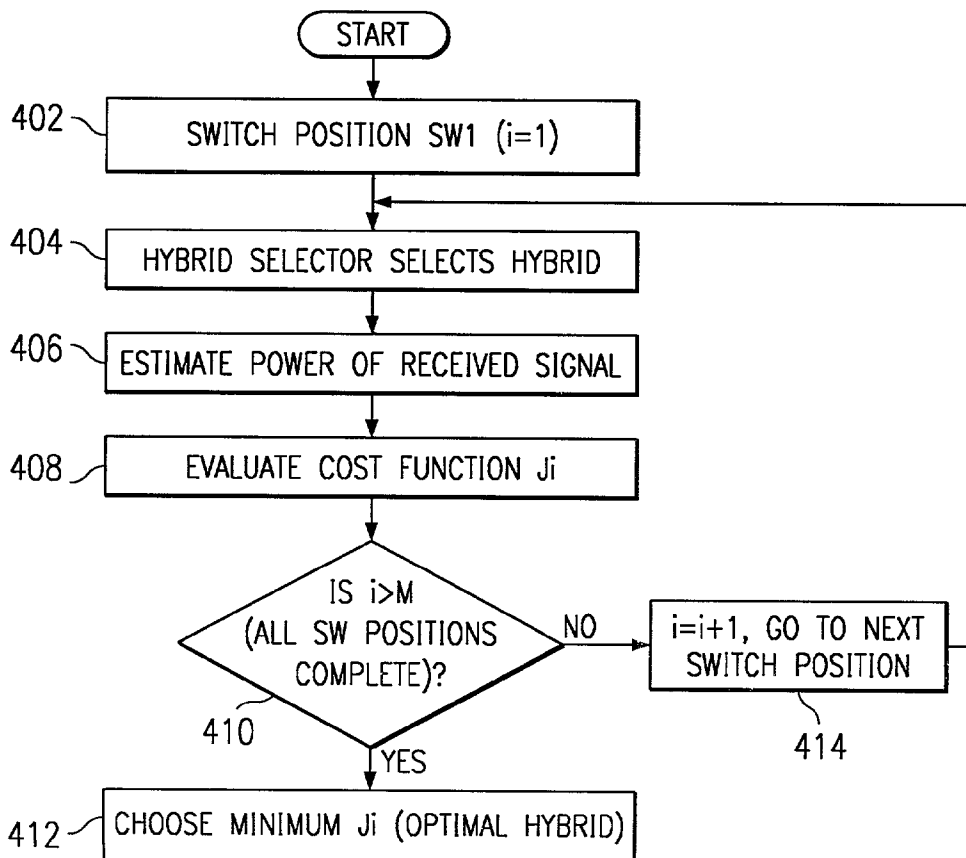 START
402
SWITCH POSITION SW1 (i=1)
404
HYBRID SELECTOR SELECTS HYBRID
406
ESTIMATE POWER OF RECEIVED SIGNAL
408
EVALUATE COST FUNCTION Ji
IS i>M
(ALL SW POSITIONS
COMPLETE)?
410
NO
i=i+1, GO TO NEXT
SWITCH POSITION
414
YES
412
CHOOSE MINIMUM Ji (OPTIMAL HYBRID)